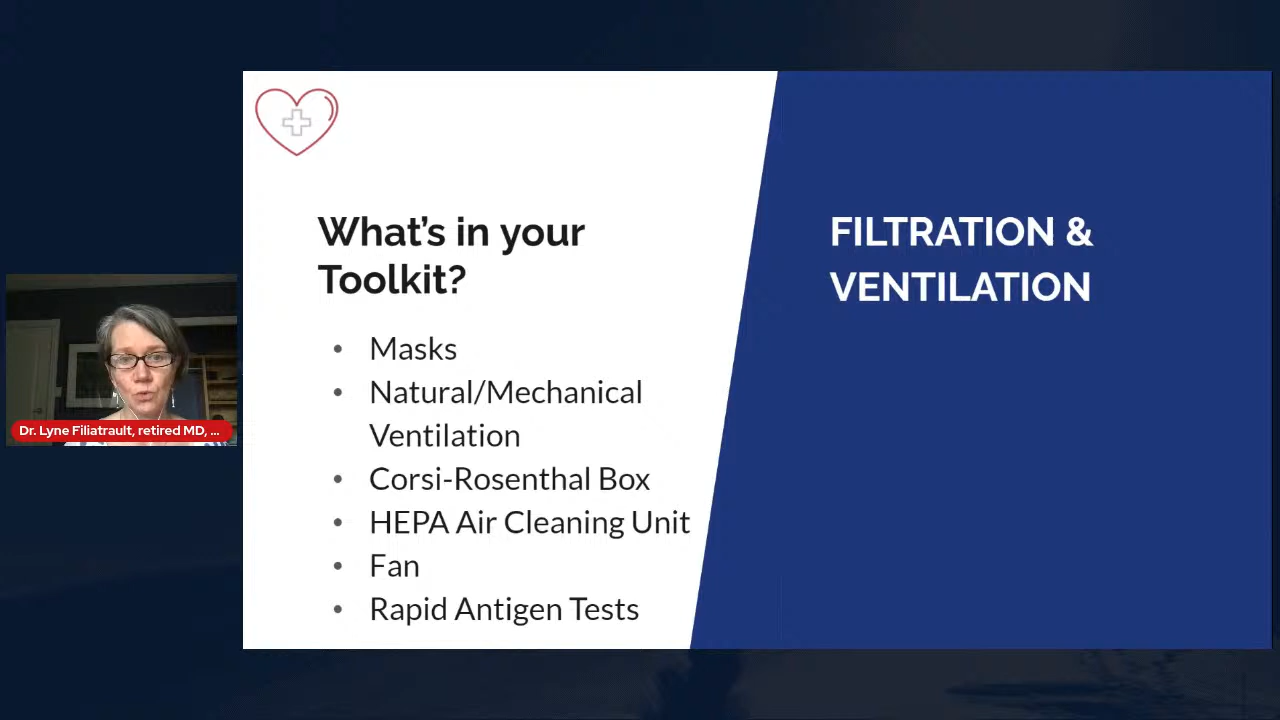 What's in your
Toolkit?
• Masks
• Natural/Mechanical
Ventilation
• Corsi-Rosenthal Box
• HEPA Air Cleaning Unit
• Fan
• Rapid Antigen Tests
FILTRATION &
VENTILATION
Dr. Lyne Filiatrault, retired MD, ...